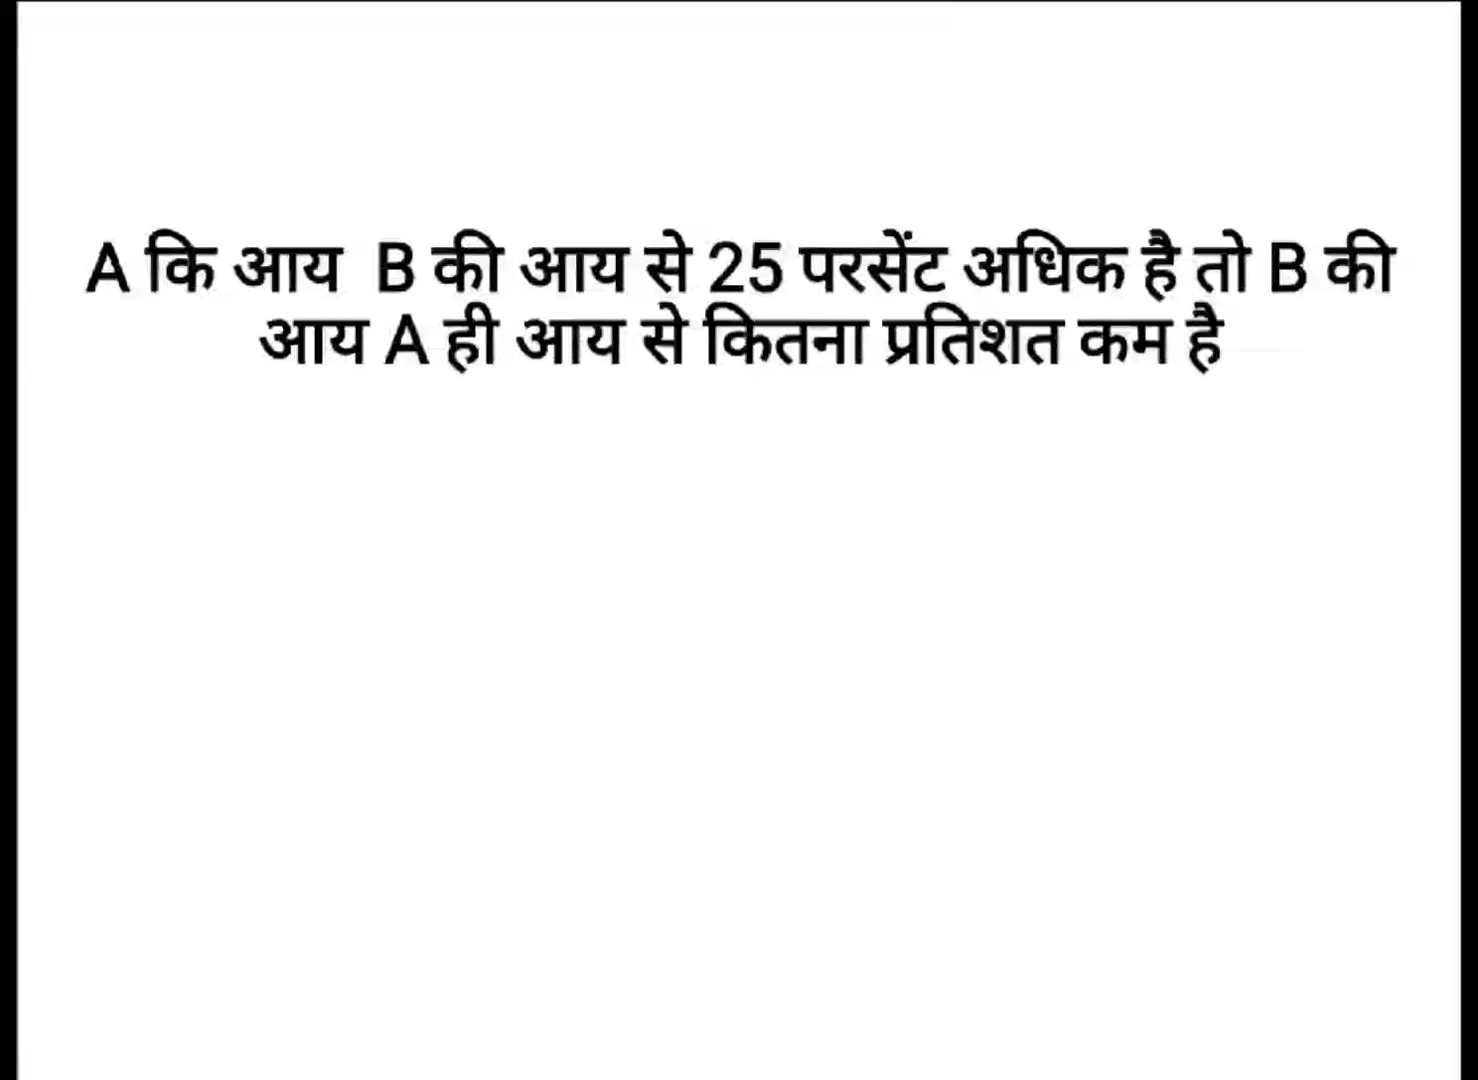 A कि आय  B की आय से 25 परसेंट अधिक है तो B की
आय A ही आय से कितना प्रतिशत कम है